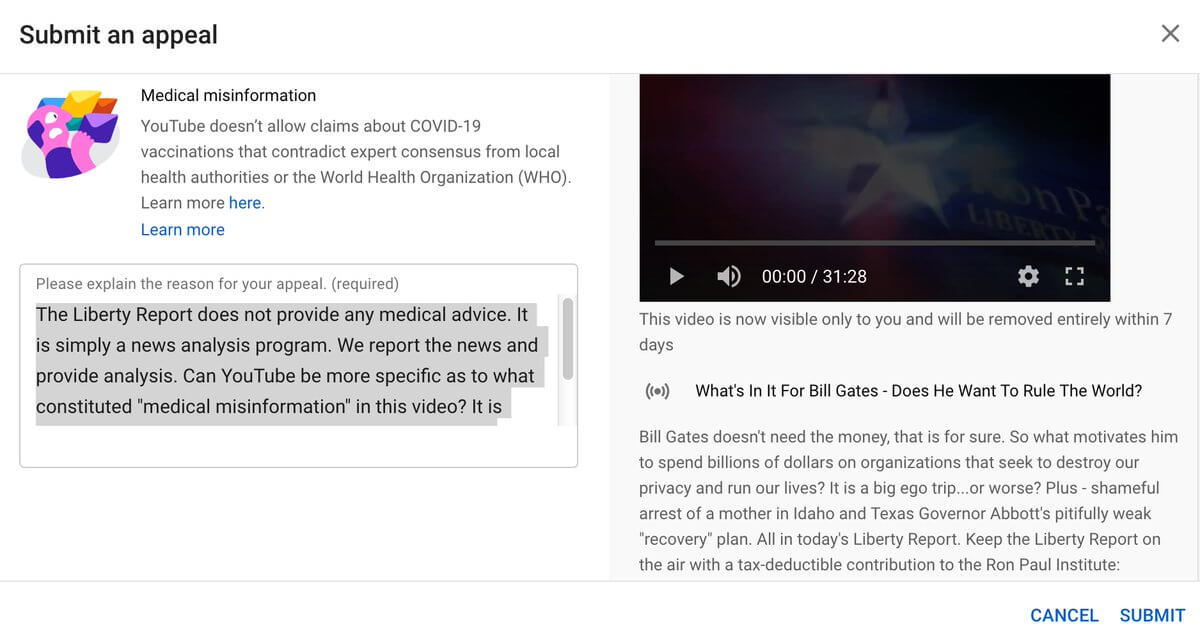 Submit an appeal
Medical misinformation
YouTube doesn't allow claims about COVID-19
vaccinations that contradict expert consensus from local
health authorities or the World Health Organization (WHO).
Learn more here.
Learn more
Please explain the reason for your appeal. (required)
The Liberty Report does not provide any medical advice. It
is simply a news analysis program. We report the news and
provide analysis. Can YouTube be more specific as to what
constituted "medical misinformation" in this video? It is
Ron Pa
LIBERTY R
00:00 / 31:28
This video is now visible only to you and will be removed entirely within 7
days
What's In It For Bill Gates - Does He Want To Rule The World?
Bill Gates doesn't need the money, that is for sure. So what motivates him
to spend billions of dollars on organizations that seek to destroy our
privacy and run our lives? It is a big ego trip...or worse? Plus - shameful
arrest of a mother in Idaho and Texas Governor Abbott's pitifully weak
"recovery" plan. All in today's Liberty Report. Keep the Liberty Report on
the air with a tax-deductible contribution to the Ron Paul Institute:
CANCEL SUBMIT